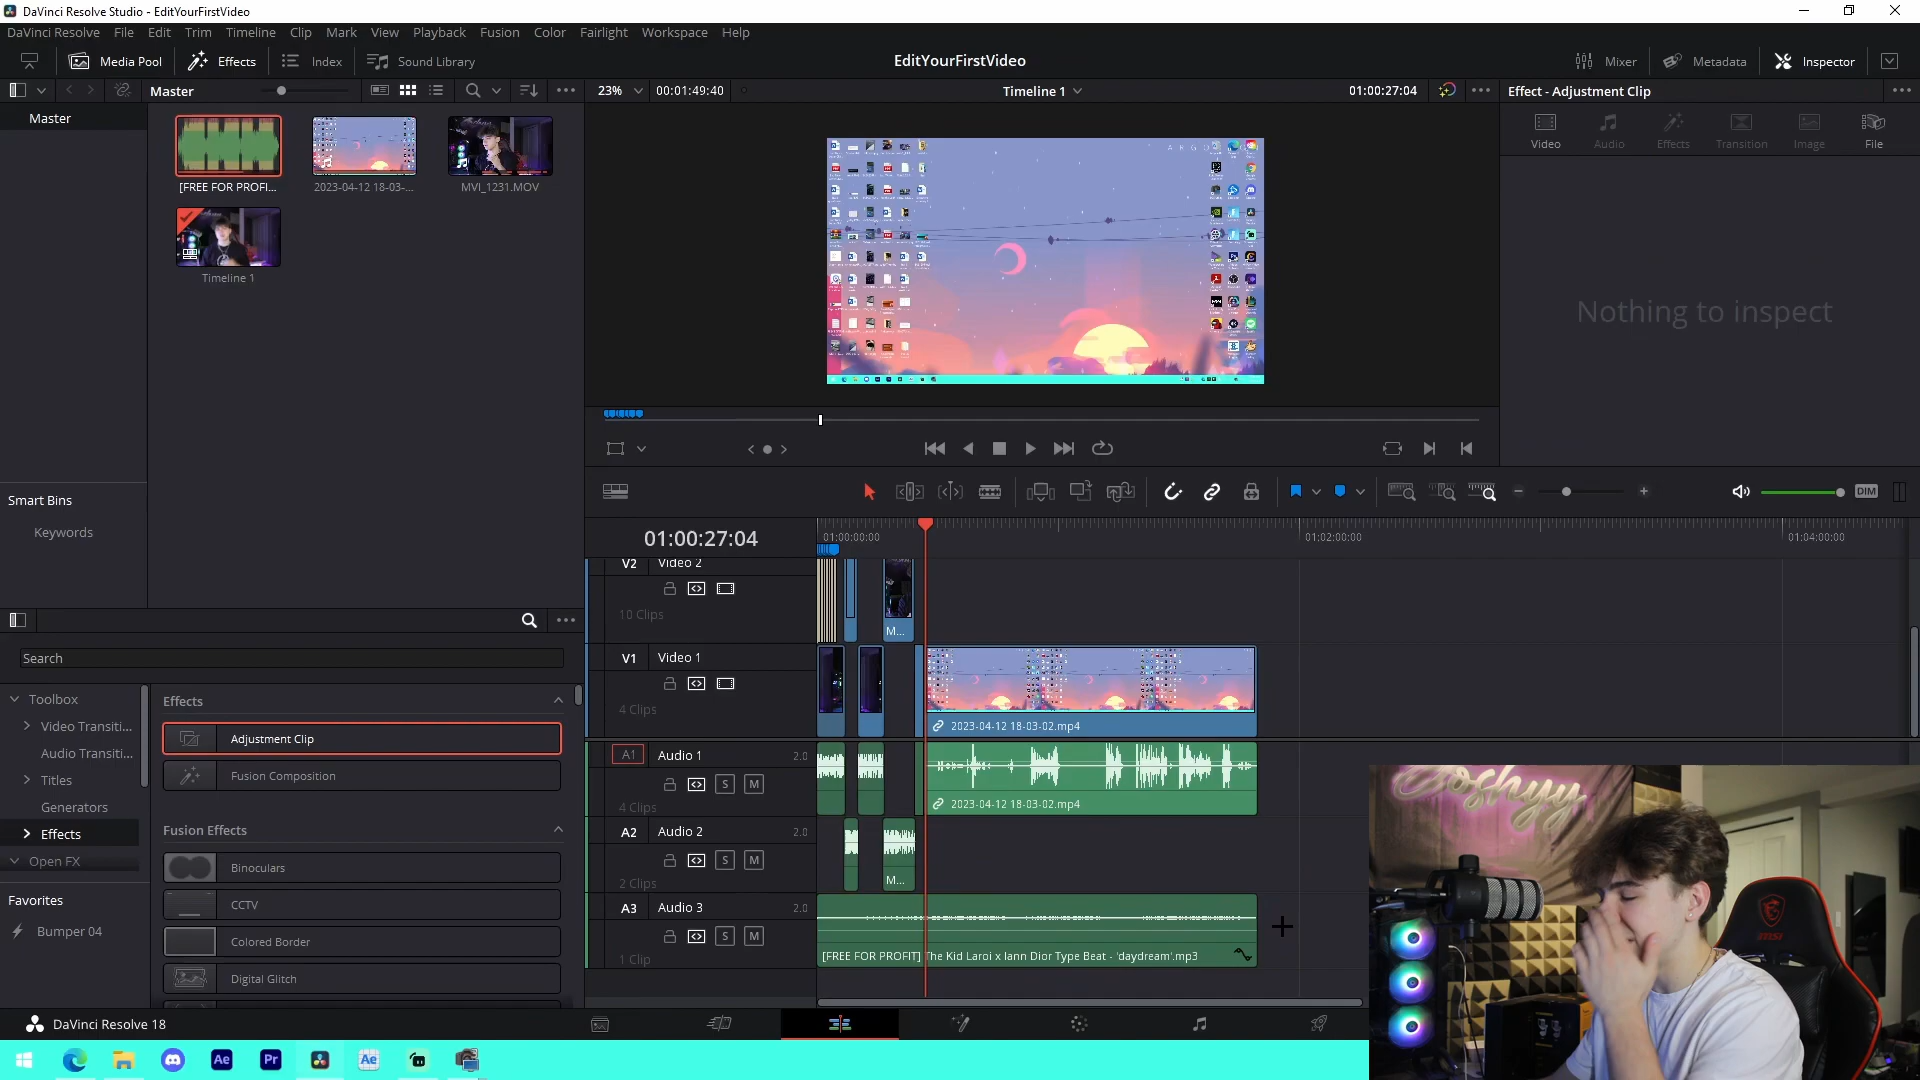 DaVinci Resolve Studio - EditYourFirstVideo
DaVinci Resolve File Edit Trim Timeline Clip Mark View Playback Fusion Color Fairlight Workspace Help
Media Pool Effects Index Sound Library EditYourFirstVideo Mixer Metadata Inspector
Master 23% 00:01:49:40 Timeline 1 01:00:27:04 Effect - Adjustment Clip
Master
Video Audio Effects Transition Image File
[FREE FOR PROFI... 2023-04-12 18-03-... MVI_1231.MOV
Timeline 1
Nothing to inspect
DIM
Smart Bins
Keywords
01:00:27:04
01:00:00:00 01:02:00:00 01:04:00:00
V2 Video 2
10 Clips
M...
V1 Video 1
4 Clips
2023-04-12 18-03-02.mp4
A1 Audio 1 2.0
S M
4 Clips
2023-04-12 18-03-02.mp4
A2 Audio 2 2.0
S M
2 Clips
M...
A3 Audio 3 2.0
S M
1 Clip
[FREE FOR PROFIT] The Kid Laroi x Iann Dior Type Beat - 'daydream'.mp3
Search
Toolbox
Video Transiti...
Audio Transiti...
Titles
Generators
Effects
Open FX
Favorites
Bumper 04
Effects
Adjustment Clip
Fusion Composition
Fusion Effects
Binoculars
CCTV
Colored Border
Digital Glitch
DaVinci Resolve 18
Ae Pr Ae
Joshyy
msi